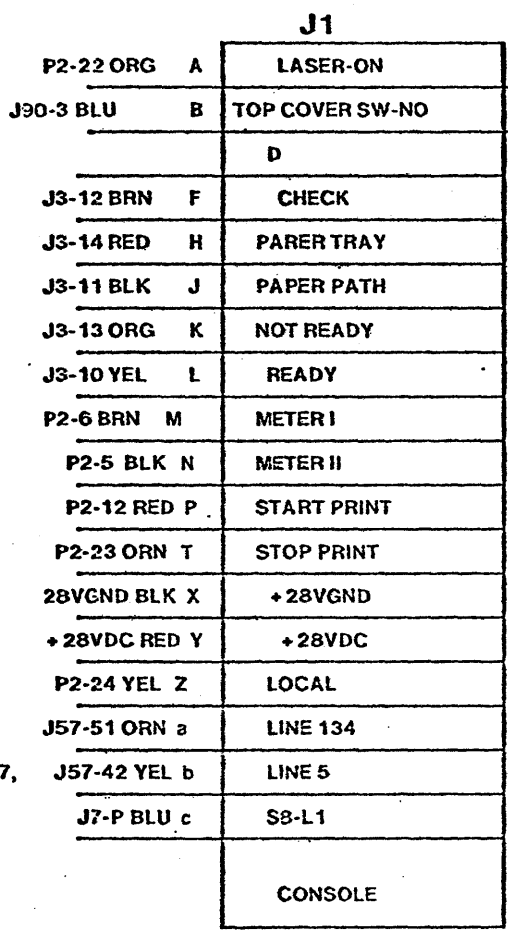 J1
P2-22 ORG A LASER-ON
J90-3 BLU B TOP COVER SW-NO
D
J3-12 BRN F CHECK
J3-14 RED H PARER TRAY
J3-11 BLK J PAPER PATH
J3-13 ORG K NOT READY
J3-10 YEL L READY
P2-6 BRN M METER I
P2-5 BLK N METER II
P2-12 RED P START PRINT
P2-23 ORN T STOP PRINT
28VGND BLK X +28VGND
+28VDC RED Y +28VDC
P2-24 YEL Z LOCAL
J57-51 ORN a LINE 134
7, J57-42 YEL b LINE 5
J7-P BLU c S8-L1
CONSOLE